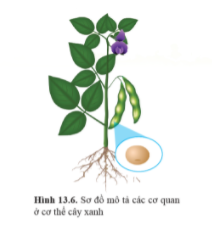 Hình 13.6. Sơ đồ mô tả các cơ quan
ở cơ thể cây xanh